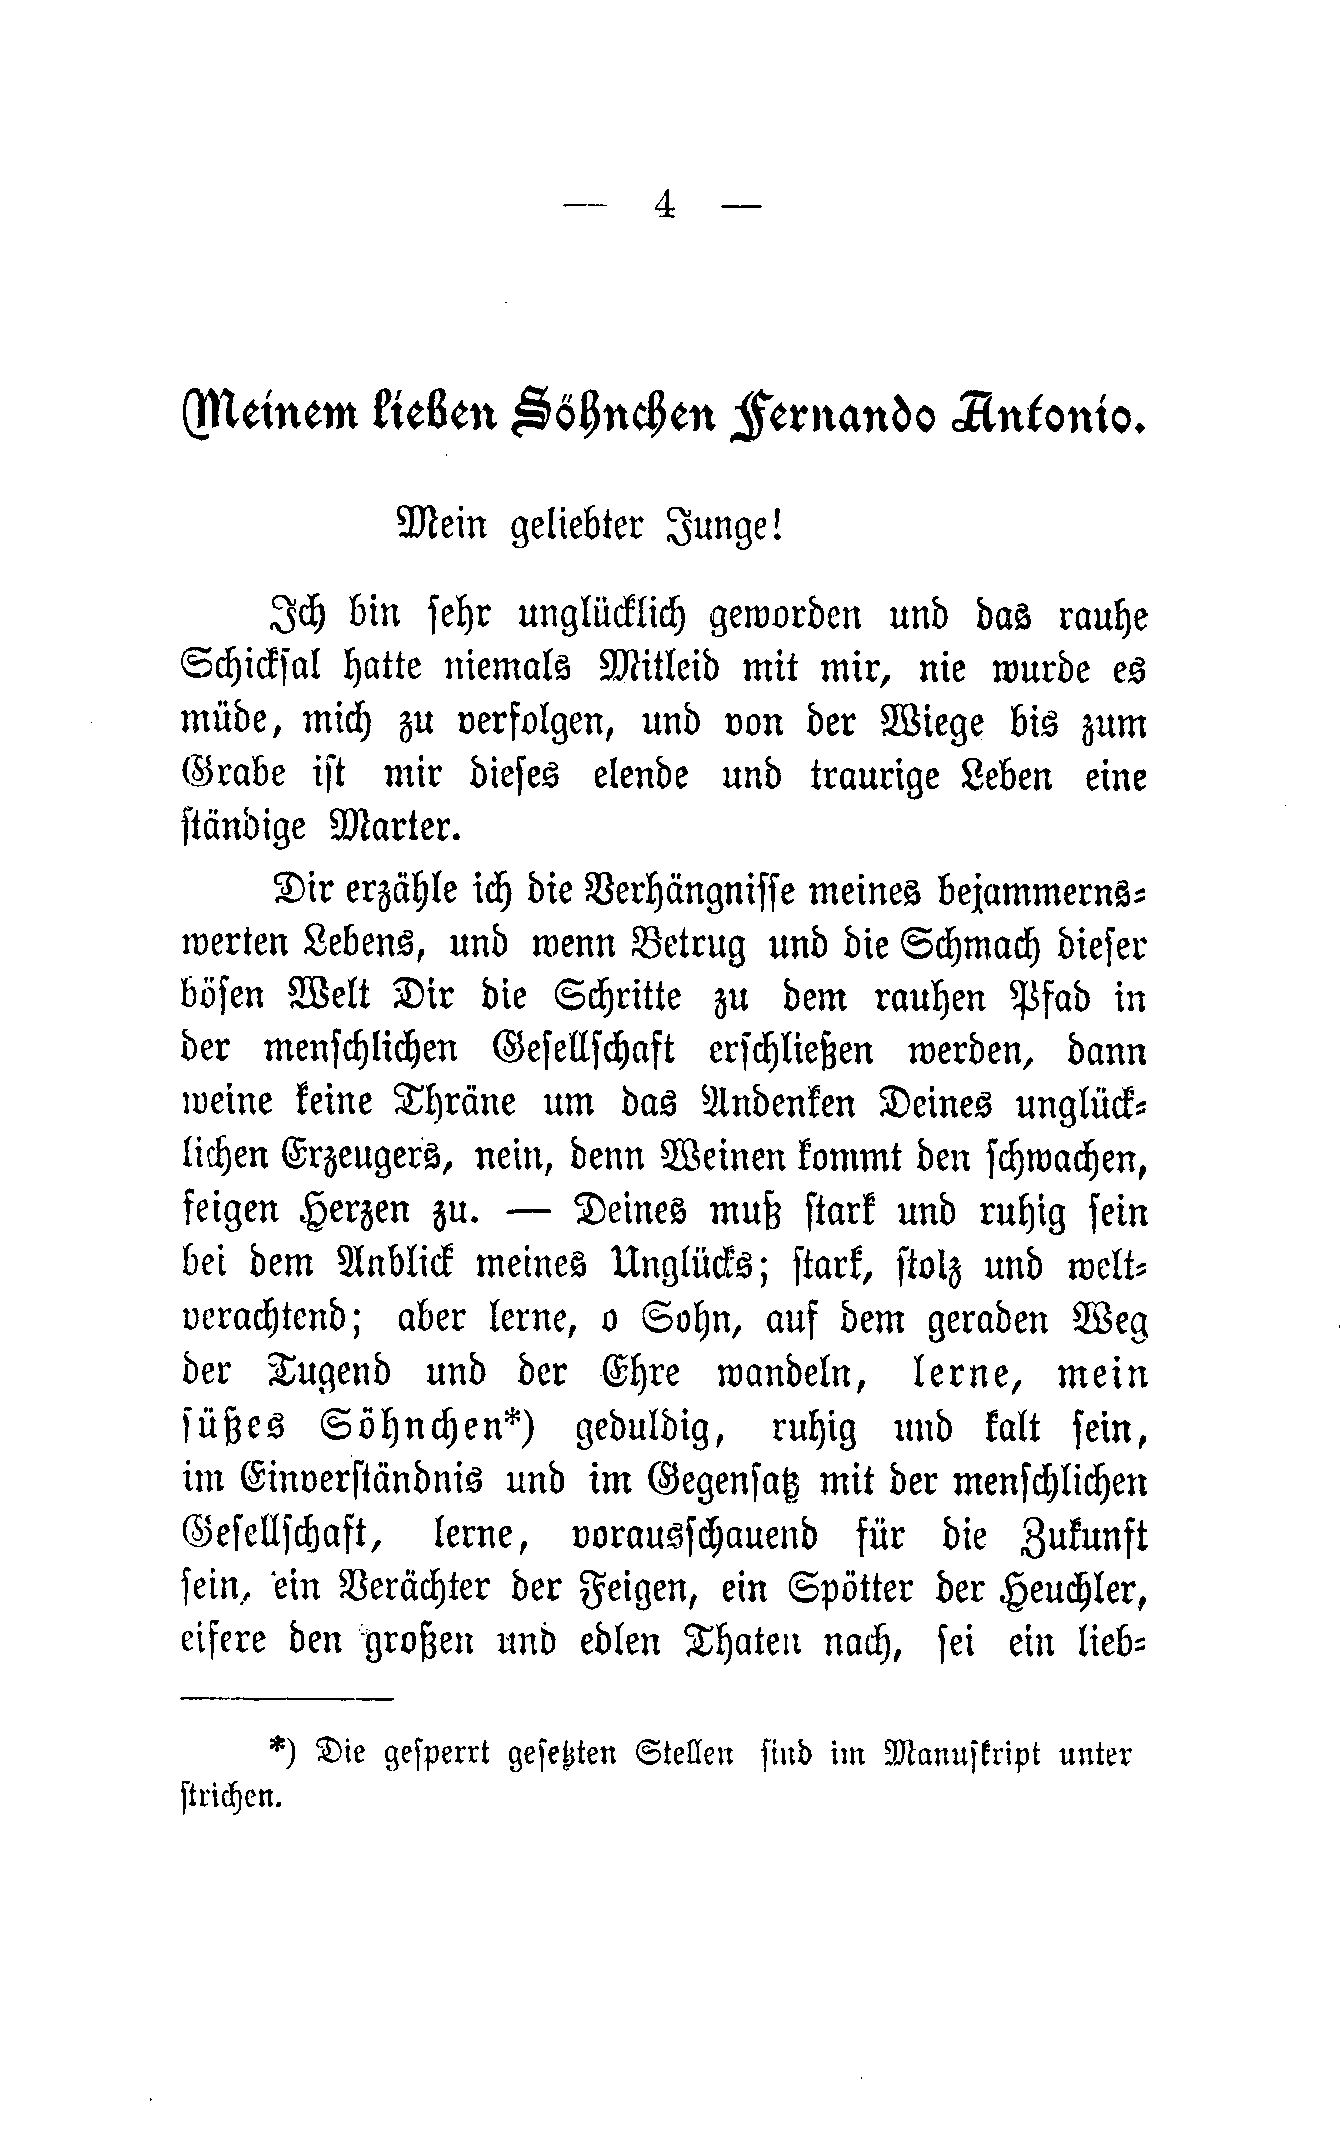 — 4 —
Meinem lieben Söhnchen Fernando Antonio.
Mein geliebter Junge!
Ich bin ſehr unglücklich geworden und das rauhe
Schickſal hatte niemals Mitleid mit mir, nie wurde es
müde, mich zu verfolgen, und von der Wiege bis zum
Grabe iſt mir dieſes elende und traurige Leben eine
ſtändige Marter.
Dir erzähle ich die Verhängniſſe meines bejammerns⸗
werten Lebens, und wenn Betrug und die Schmach dieſer
böſen Welt Dir die Schritte zu dem rauhen Pfad in
der menſchlichen Geſellſchaft erſchließen werden, dann
weine keine Thräne um das Andenken Deines unglück⸗
lichen Erzeugers, nein, denn Weinen kommt den ſchwachen,
feigen Herzen zu. — Deines muß ſtark und ruhig ſein
bei dem Anblick meines Unglücks; ſtark, ſtolz und welt⸗
verachtend; aber lerne, o Sohn, auf dem geraden Weg
der Tugend und der Ehre wandeln, lerne, mein
ſüßes Söhnchen*) geduldig, ruhig und kalt ſein,
im Einverſtändnis und im Gegenſatz mit der menſchlichen
Geſellſchaft, lerne, vorausſchauend für die Zukunft
ſein, ein Verächter der Feigen, ein Spötter der Heuchler,
eifere den großen und edlen Thaten nach, ſei ein lieb⸗
*) Die geſperrt geſetzten Stellen ſind im Manuſkript unter
ſtrichen.